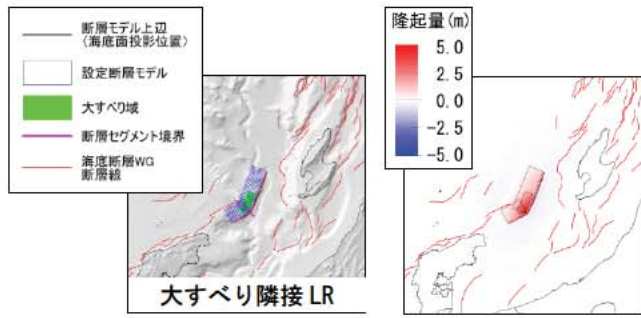 断層モデル上辺
(海底面投影位置)
設定断層モデル
大すべり域
断層セグメント境界
海底断層WG
断層線
大すべり隣接LR
隆起量(m)
5.0
2.5
0.0
-2.5
-5.0